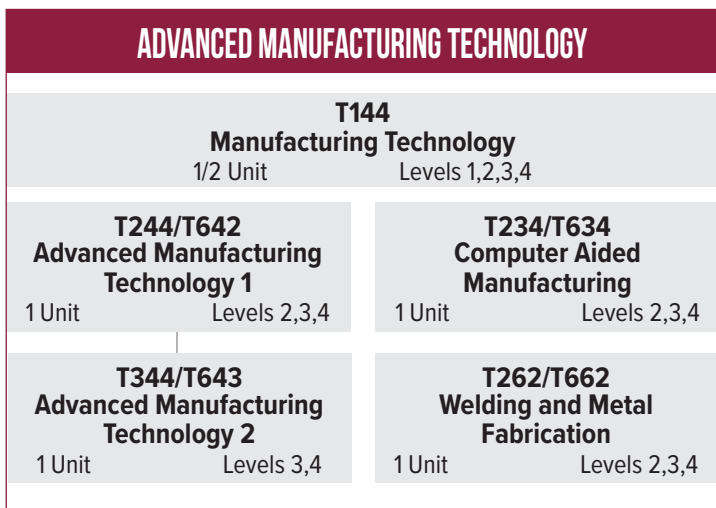 ADVANCED MANUFACTURING TECHNOLOGY
T144
Manufacturing Technology
1/2 Unit Levels 1,2,3,4
T244/T642
Advanced Manufacturing
Technology 1
1 Unit Levels 2,3,4
T234/T634
Computer Aided
Manufacturing
1 Unit Levels 2,3,4
T344/T643
Advanced Manufacturing
Technology 2
1 Unit Levels 3,4
T262/T662
Welding and Metal
Fabrication
1 Unit Levels 2,3,4